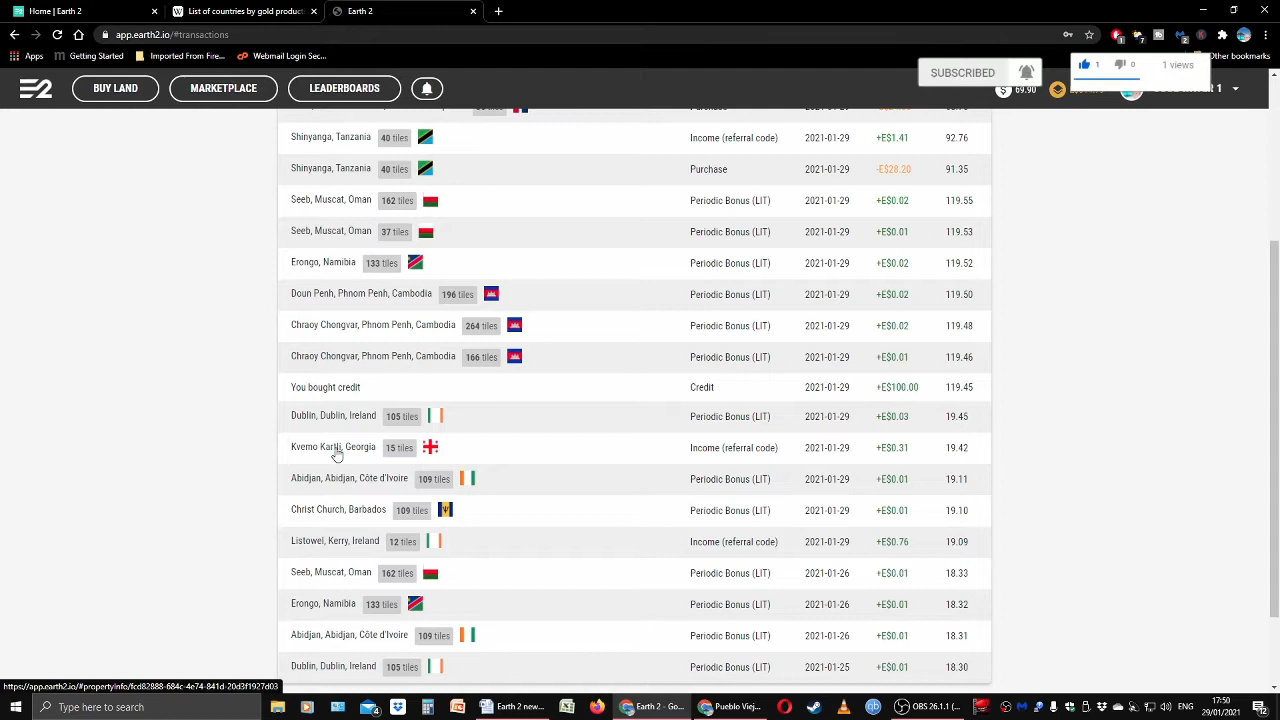 Home | Earth 2
List of countries by gold product
Earth 2
app.earth2.io/#transactions
Apps
Getting Started
Imported From Fire...
Webmail Login Sec...
Other bookmarks
BUY LAND
MARKETPLACE
LEADERBOARDS
SUBSCRIBED
1
0
1 views
69.90
Shinyanga, Tanzania 40 tiles Income (referral code) 2021-01-29 +E$1.41 92.76
Shinyanga, Tanzania 40 tiles Purchase 2021-01-29 -E$28.20 91.35
Seeb, Muscat, Oman 162 tiles Periodic Bonus (LIT) 2021-01-29 +E$0.02 119.55
Seeb, Muscat, Oman 37 tiles Periodic Bonus (LIT) 2021-01-29 +E$0.01 119.53
Erongo, Namibia 133 tiles Periodic Bonus (LIT) 2021-01-29 +E$0.02 119.52
Doun Penh, Phnom Penh, Cambodia 196 tiles Periodic Bonus (LIT) 2021-01-29 +E$0.02 119.50
Chraoy Chongvar, Phnom Penh, Cambodia 264 tiles Periodic Bonus (LIT) 2021-01-29 +E$0.02 119.48
Chraoy Chongvar, Phnom Penh, Cambodia 166 tiles Periodic Bonus (LIT) 2021-01-29 +E$0.01 119.46
You bought credit Credit 2021-01-29 +E$100.00 119.45
Dublin, Dublin, Ireland 105 tiles Periodic Bonus (LIT) 2021-01-29 +E$0.03 19.45
Kvemo Kartli, Georgia 15 tiles Income (referral code) 2021-01-29 +E$0.31 19.42
Abidjan, Abidjan, Côte d'Ivoire 109 tiles Periodic Bonus (LIT) 2021-01-29 +E$0.01 19.11
Christ Church, Barbados 109 tiles Periodic Bonus (LIT) 2021-01-29 +E$0.01 19.10
Listowel, Kerry, Ireland 12 tiles Income (referral code) 2021-01-29 +E$0.76 19.09
Seeb, Muscat, Oman 162 tiles Periodic Bonus (LIT) 2021-01-26 +E$0.01 18.33
Erongo, Namibia 133 tiles Periodic Bonus (LIT) 2021-01-26 +E$0.01 18.32
Abidjan, Abidjan, Côte d'Ivoire 109 tiles Periodic Bonus (LIT) 2021-01-26 +E$0.01 18.31
Dublin, Dublin, Ireland 105 tiles Periodic Bonus (LIT) 2021-01-25 +E$0.01 18.30
https://app.earth2.io/#propertyinfo/fcd82888-684c-4e74-841d-20d3f1927d03
Type here to search
Earth 2 new...
Earth 2 - Go...
Pueblo Viejo...
OBS 26.1.1 (...
17:50
29/01/2021